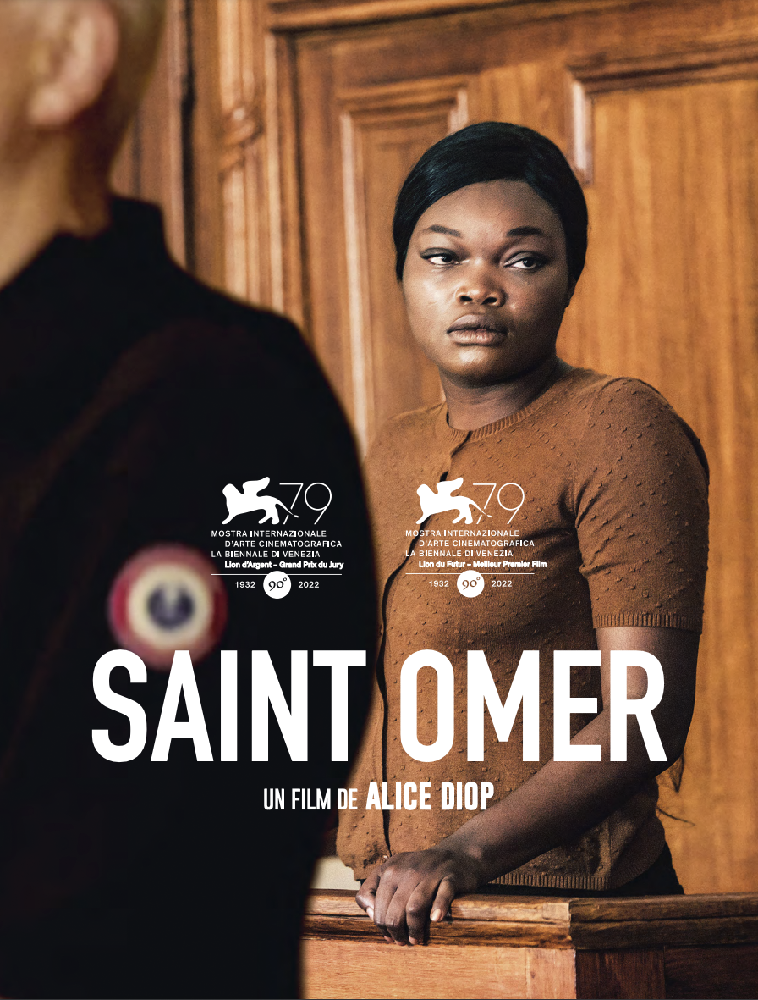 79
MOSTRA INTERNAZIONALE
D'ARTE CINEMATOGRAFICA
LA BIENNALE DI VENEZIA
Lion d'Argent – Grand Prix du Jury
1932 90° 2022
79
MOSTRA INTERNAZIONALE
D'ARTE CINEMATOGRAFICA
LA BIENNALE DI VENEZIA
Lion du Futur – Meilleur Premier Film
1932 90° 2022
SAINT OMER
UN FILM DE ALICE DIOP